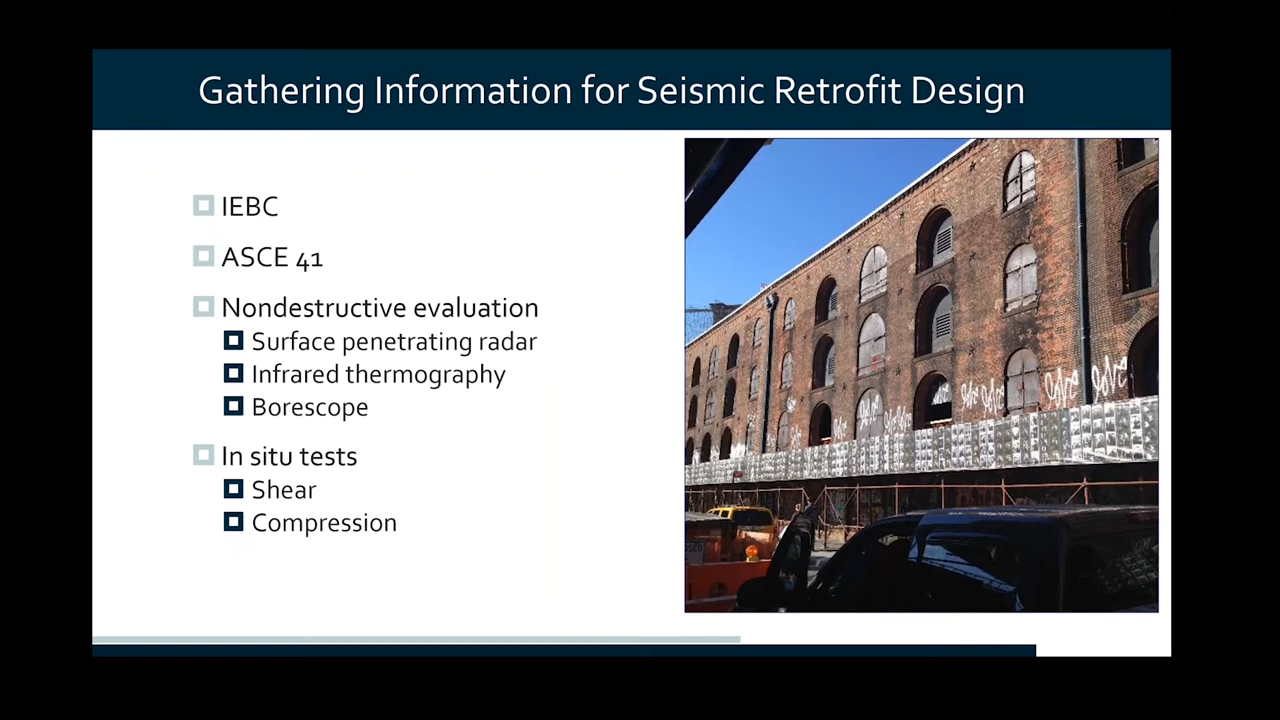 Gathering Information for Seismic Retrofit Design
IEBC
ASCE 41
Nondestructive evaluation
Surface penetrating radar
Infrared thermography
Borescope
In situ tests
Shear
Compression